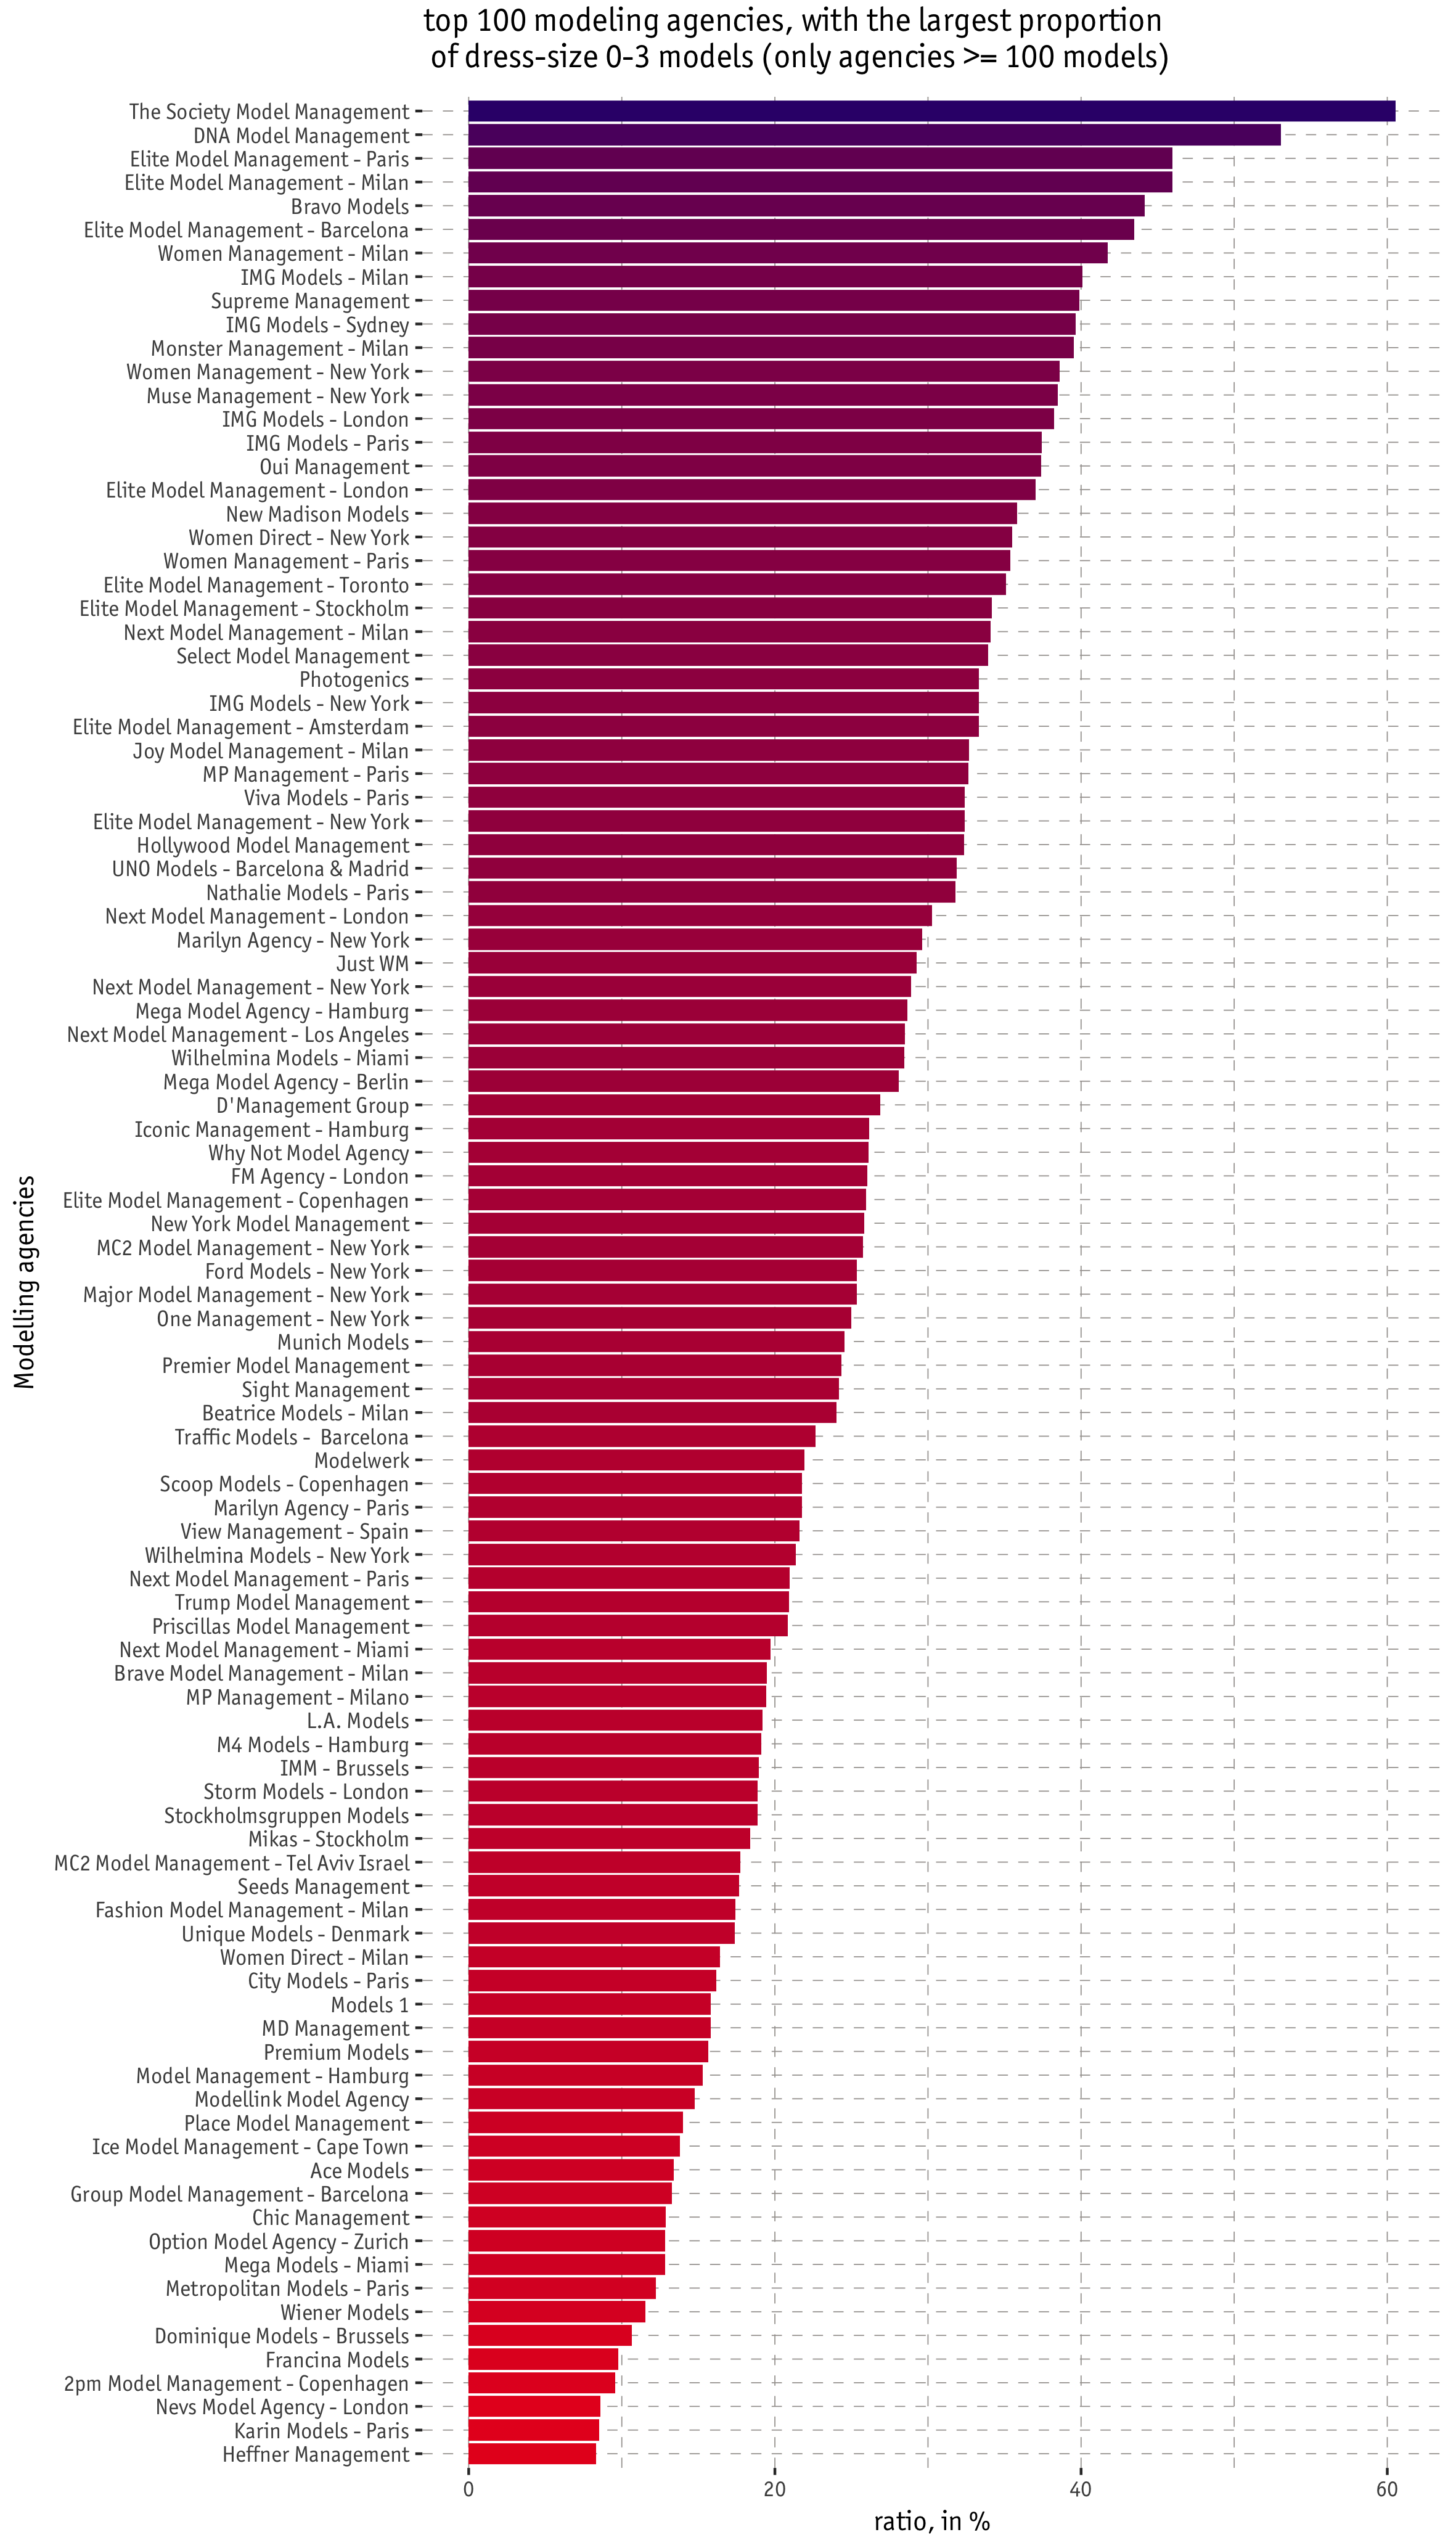 top 100 modeling agencies, with the largest proportion
of dress-size 0-3 models (only agencies >= 100 models)
The Society Model Management
DNA Model Management
Elite Model Management - Paris
Elite Model Management - Milan
Bravo Models
Elite Model Management - Barcelona
Women Management - Milan
IMG Models - Milan
Supreme Management
IMG Models - Sydney
Monster Management - Milan
Women Management - New York
Muse Management - New York
IMG Models - London
IMG Models - Paris
Oui Management
Elite Model Management - London
New Madison Models
Women Direct - New York
Women Management - Paris
Elite Model Management - Toronto
Elite Model Management - Stockholm
Next Model Management - Milan
Select Model Management
Photogenics
IMG Models - New York
Elite Model Management - Amsterdam
Joy Model Management - Milan
MP Management - Paris
Viva Models - Paris
Elite Model Management - New York
Hollywood Model Management
UNO Models - Barcelona & Madrid
Nathalie Models - Paris
Next Model Management - London
Marilyn Agency - New York
Just WM
Next Model Management - New York
Mega Model Agency - Hamburg
Next Model Management - Los Angeles
Wilhelmina Models - Miami
Mega Model Agency - Berlin
D'Management Group
Iconic Management - Hamburg
Why Not Model Agency
FM Agency - London
Elite Model Management - Copenhagen
New York Model Management
MC2 Model Management - New York
Ford Models - New York
Major Model Management - New York
One Management - New York
Munich Models
Premier Model Management
Sight Management
Beatrice Models - Milan
Traffic Models -  Barcelona
Modelwerk
Scoop Models - Copenhagen
Marilyn Agency - Paris
View Management - Spain
Wilhelmina Models - New York
Next Model Management - Paris
Trump Model Management
Priscillas Model Management
Next Model Management - Miami
Brave Model Management - Milan
MP Management - Milano
L.A. Models
M4 Models - Hamburg
IMM - Brussels
Storm Models - London
Stockholmsgruppen Models
Mikas - Stockholm
MC2 Model Management - Tel Aviv Israel
Seeds Management
Fashion Model Management - Milan
Unique Models - Denmark
Women Direct - Milan
City Models - Paris
Models 1
MD Management
Premium Models
Model Management - Hamburg
Modellink Model Agency
Place Model Management
Ice Model Management - Cape Town
Ace Models
Group Model Management - Barcelona
Chic Management
Option Model Agency - Zurich
Mega Models - Miami
Metropolitan Models - Paris
Wiener Models
Dominique Models - Brussels
Francina Models
2pm Model Management - Copenhagen
Nevs Model Agency - London
Karin Models - Paris
Heffner Management
Modelling agencies
0 20 40 60
ratio, in %